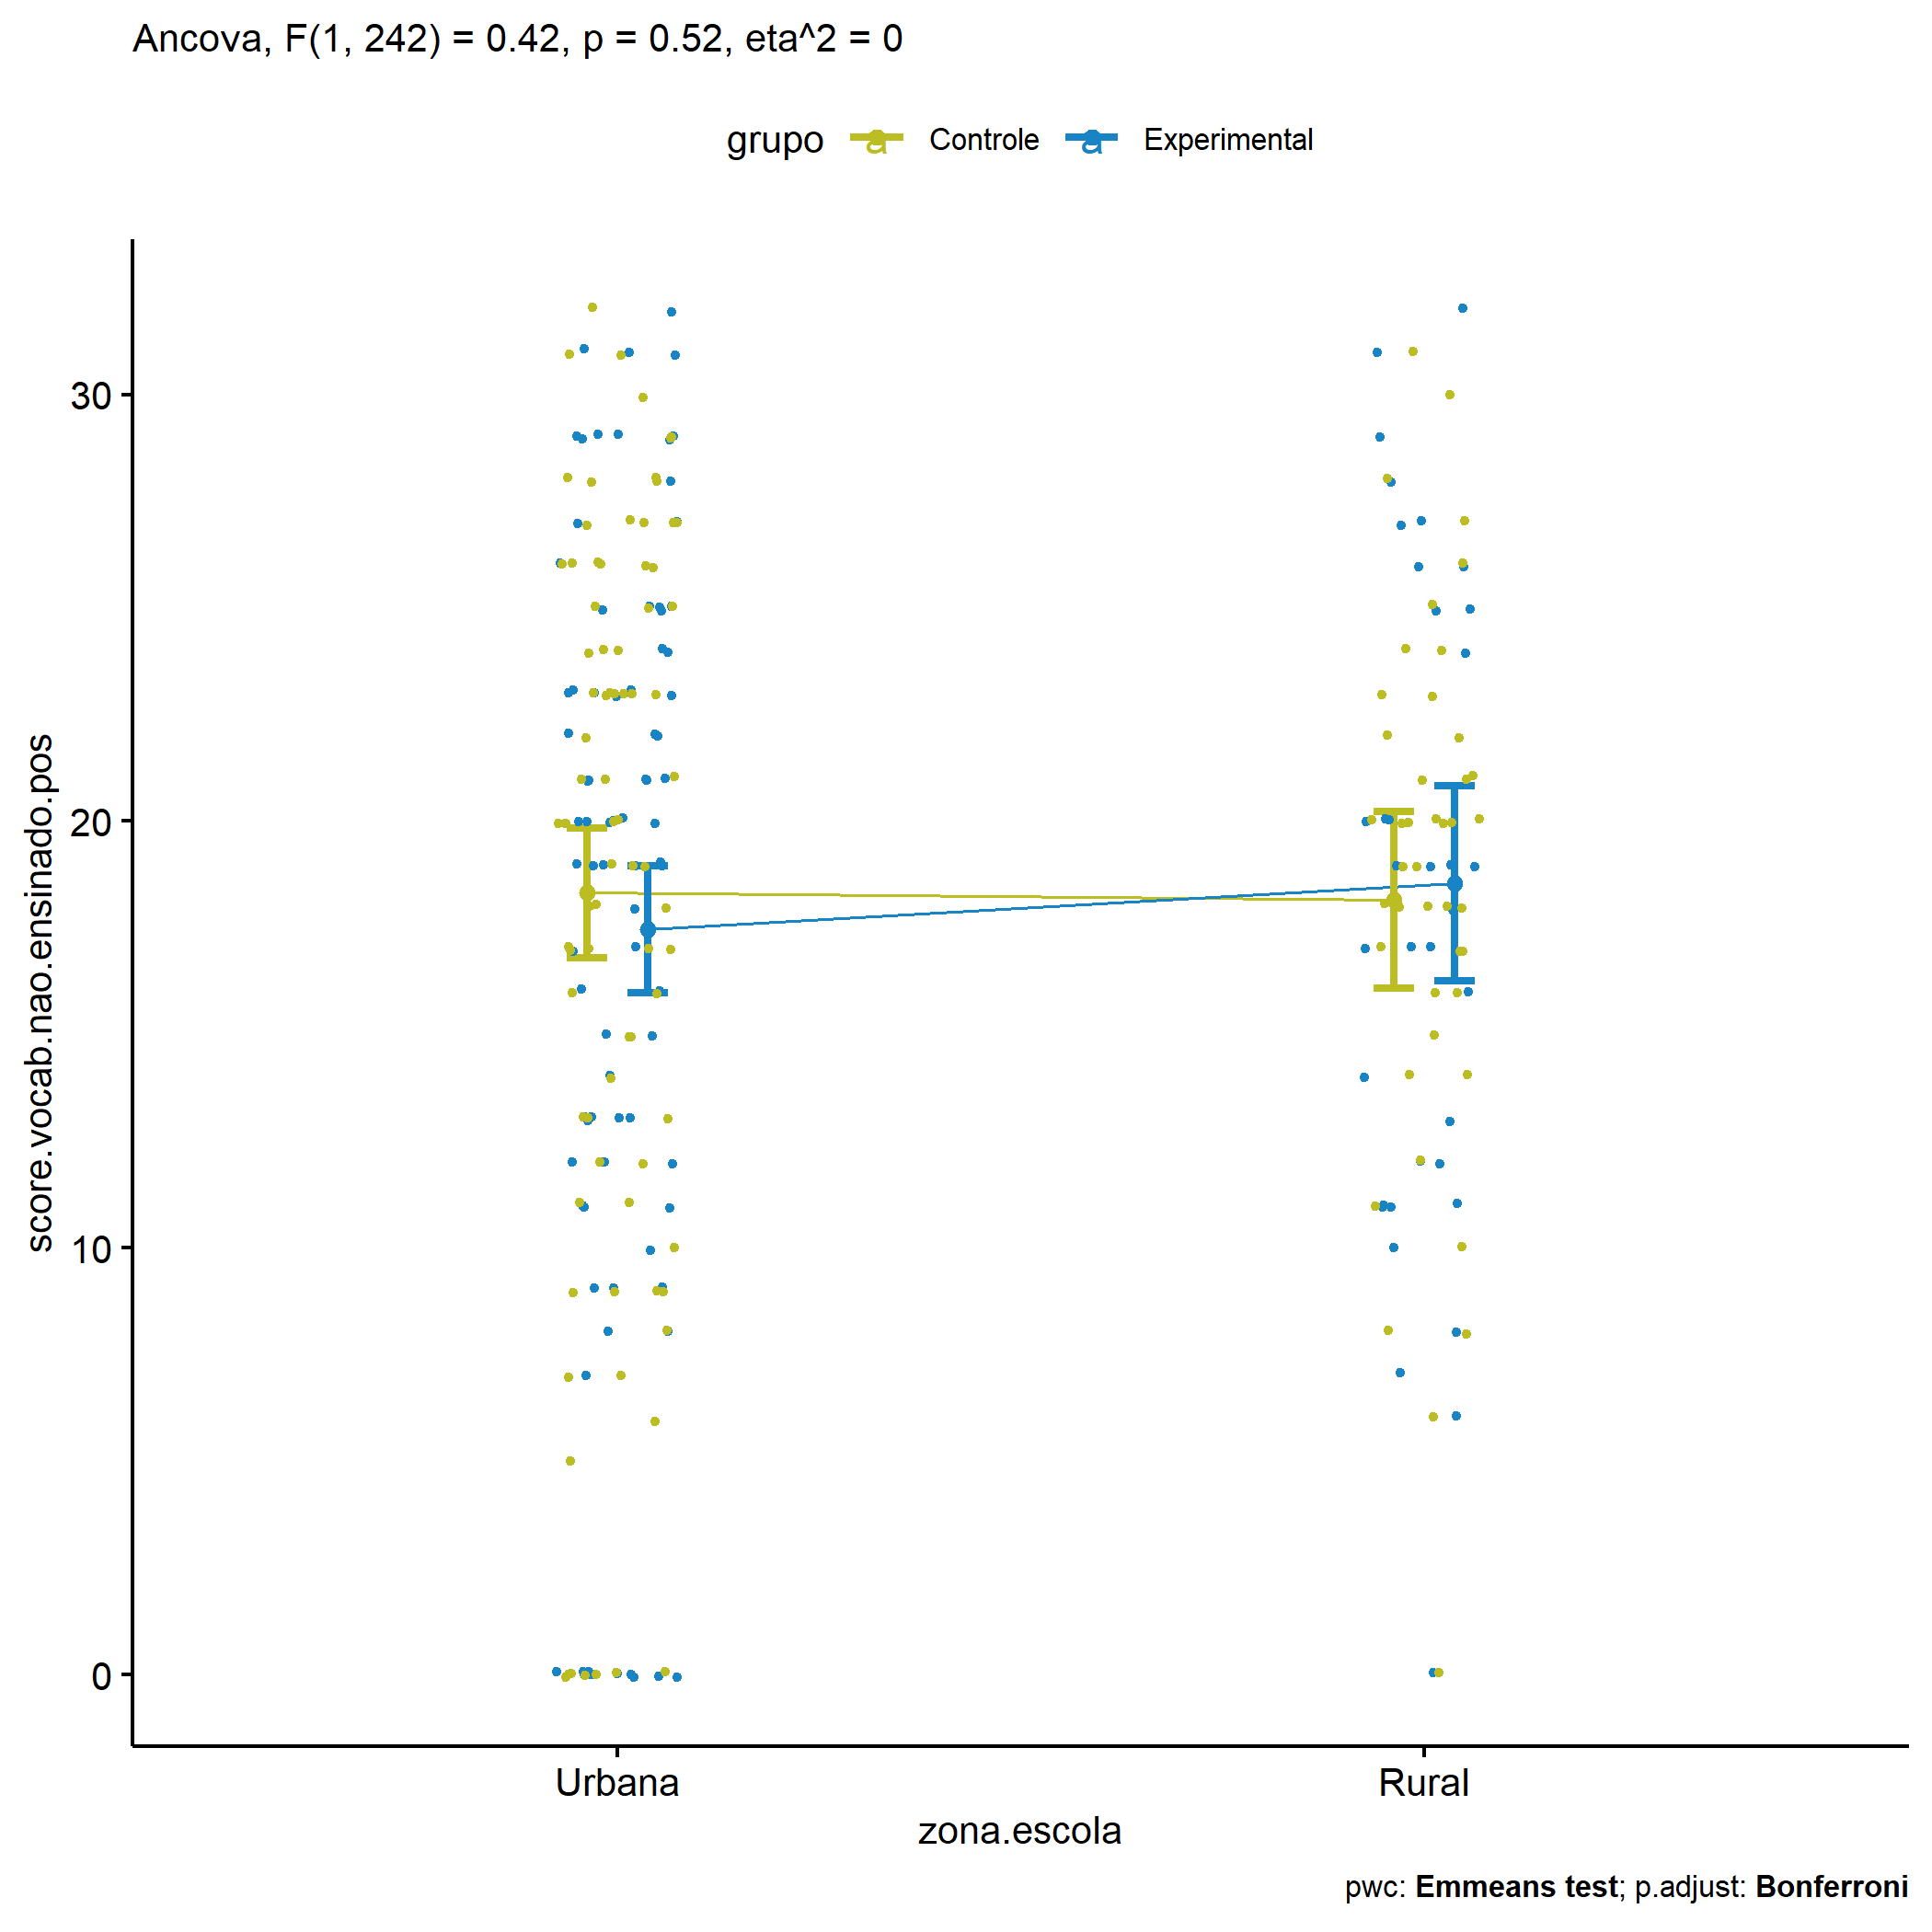 Ancova, F(1, 242) = 0.42, p = 0.52, eta^2 = 0
grupo a Controle a Experimental
30
20
10
0
score.vocab.nao.ensinado.pos
Urbana Rural
zona.escola
pwc: Emmeans test; p.adjust: Bonferroni